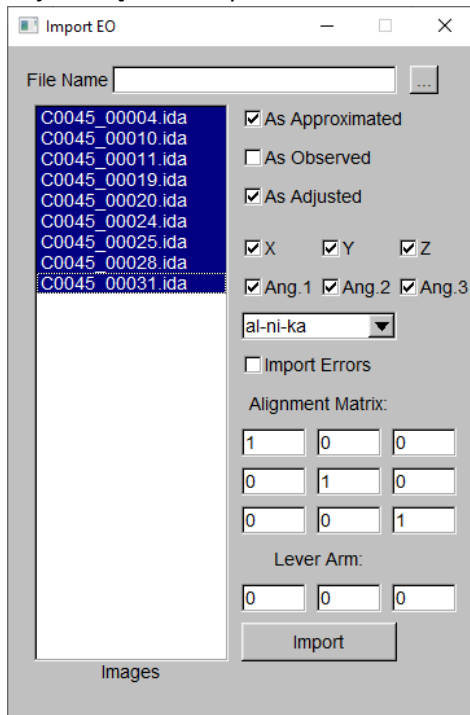 Import EO
File Name ...
C0045_00004.ida
C0045_00010.ida
C0045_00011.ida
C0045_00019.ida
C0045_00020.ida
C0045_00024.ida
C0045_00025.ida
C0045_00028.ida
C0045_00031.ida
Images
As Approximated
As Observed
As Adjusted
X Y Z
Ang.1 Ang.2 Ang.3
al-ni-ka
Import Errors
Alignment Matrix:
1 0 0
0 1 0
0 0 1
Lever Arm:
0 0 0
Import